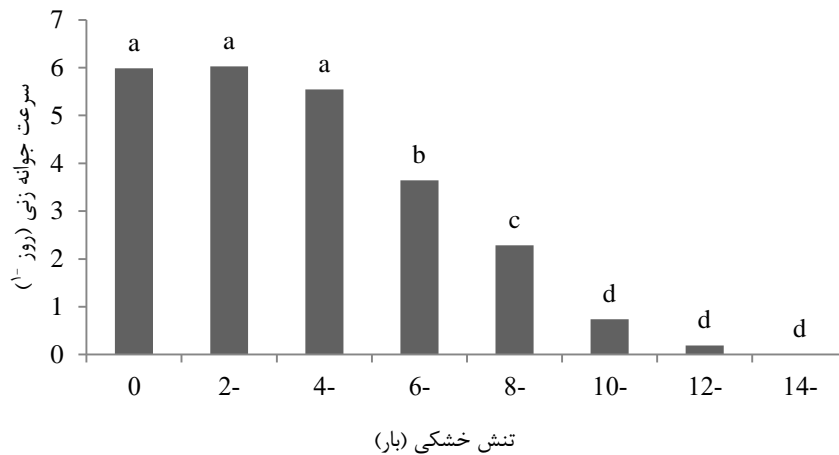 7
6
5
4
3
2
1
0
سرعت جوانه زنی (روز ⁻¹)
a
a
a
b
c
d
d
d
0 2- 4- 6- 8- 10- 12- 14-
تنش خشکی (بار)